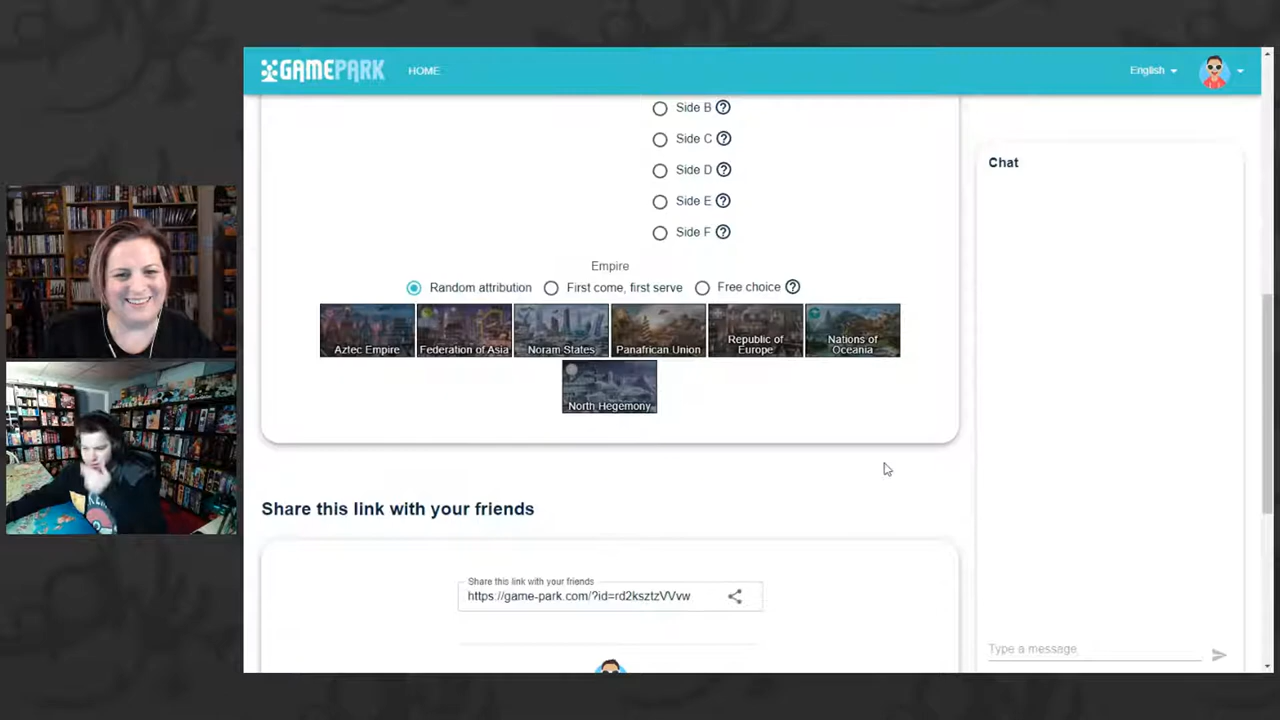 GAMEPARK
HOME
English
Side B
Side C
Side D
Side E
Side F
Chat
Empire
Random attribution
First come, first serve
Free choice
Aztec Empire
Federation of Asia
Noram States
Panafrican Union
Republic of
Europe
Nations of
Oceania
North Hegemony
Share this link with your friends
Share this link with your friends
https://game-park.com/?id=rd2ksztzVVvw
Type a message